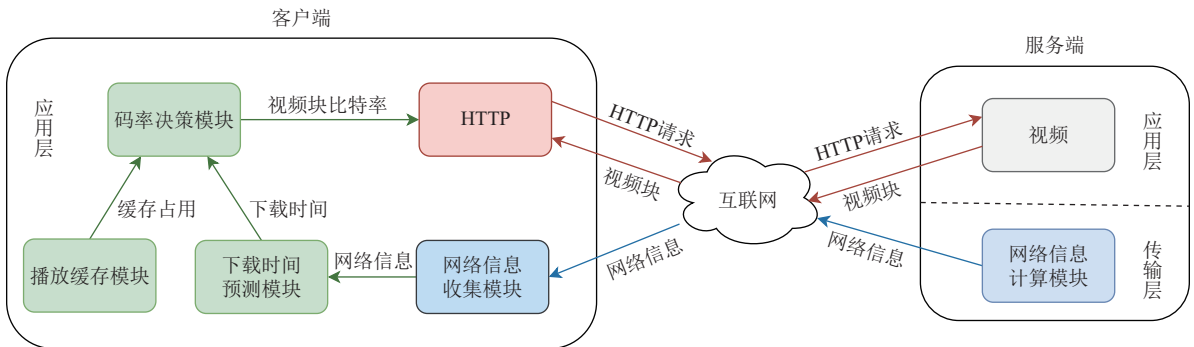 客户端
服务端
应用层
码率决策模块
视频块比特率
HTTP
HTTP请求
视频块
互联网
HTTP请求
视频块
视频
应用层
缓存占用
下载时间
播放缓存模块
下载时间
预测模块
网络信息
网络信息
收集模块
网络信息
网络信息
网络信息
计算模块
传输层